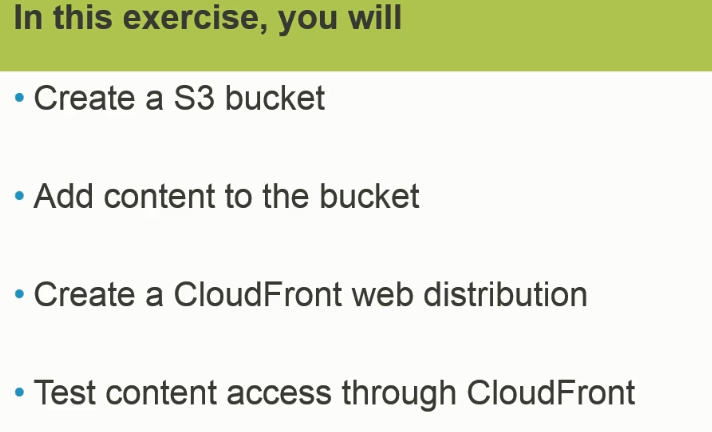 In this exercise, you will
• Create a S3 bucket
• Add content to the bucket
• Create a CloudFront web distribution
• Test content access through CloudFront